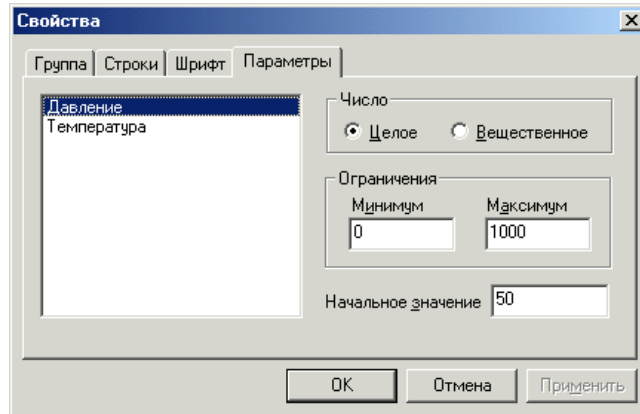 Свойства
Группа Строки Шрифт Параметры
Давление
Температура
Число
Целое Вещественное
Ограничения
Минимум Максимум
0 1000
Начальное значение 50
OK Отмена Применить